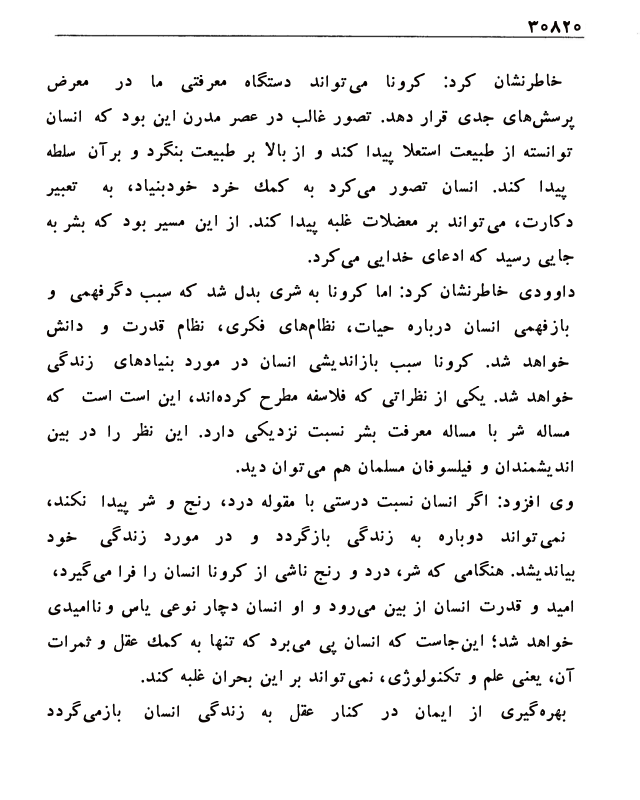 ۳۰۸۲۰
خاطرنشان کرد: کرونا می‌تواند دستگاه معرفتی ما در معرض
پرسش‌های جدی قرار دهد. تصور غالب در عصر مدرن این بود که انسان
توانسته از طبیعت استعلا پیدا کند و از بالا بر طبیعت بنگرد و بر آن سلطه
پیدا کند. انسان تصور می‌کرد به کمک خرد خودبنیاد، به تعبیر
دکارت، می‌تواند بر معضلات غلبه پیدا کند. از این مسیر بود که بشر به
جایی رسید که ادعای خدایی می‌کرد.
داوودی خاطرنشان کرد: اما کرونا به شری بدل شد که سبب دگرفهمی و
بازفهمی انسان درباره حیات، نظام‌های فکری، نظام قدرت و دانش
خواهد شد. کرونا سبب بازاندیشی انسان در مورد بنیادهای زندگی
خواهد شد. یکی از نظراتی که فلاسفه مطرح کرده‌اند، این است است که
مساله شر با مساله معرفت بشر نسبت نزدیکی دارد. این نظر را در بین
اندیشمندان و فیلسوفان مسلمان هم می‌توان دید.
وی افزود: اگر انسان نسبت درستی با مقوله درد، رنج و شر پیدا نکند،
نمی‌تواند دوباره به زندگی بازگردد و در مورد زندگی خود
بیاندیشد. هنگامی که شر، درد و رنج ناشی از کرونا انسان را فرا می‌گیرد،
امید و قدرت انسان از بین می‌رود و او انسان دچار نوعی یاس و ناامیدی
خواهد شد؛ این‌جاست که انسان پی می‌برد که تنها به کمک عقل و ثمرات
آن، یعنی علم و تکنولوژی، نمی‌تواند بر این بحران غلبه کند.
بهره‌گیری از ایمان در کنار عقل به زندگی انسان بازمی‌گردد